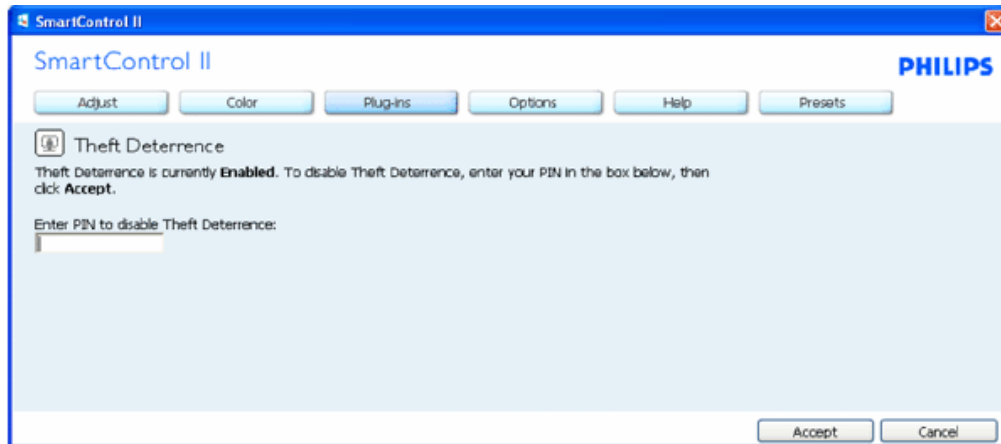 SmartControl II
SmartControl II
PHILIPS
Adjust Color Plug-ins Options Help Presets
Theft Deterrence
Theft Deterrence is currently Enabled. To disable Theft Deterrence, enter your PIN in the box below, then
click Accept.
Enter PIN to disable Theft Deterrence:
Accept Cancel